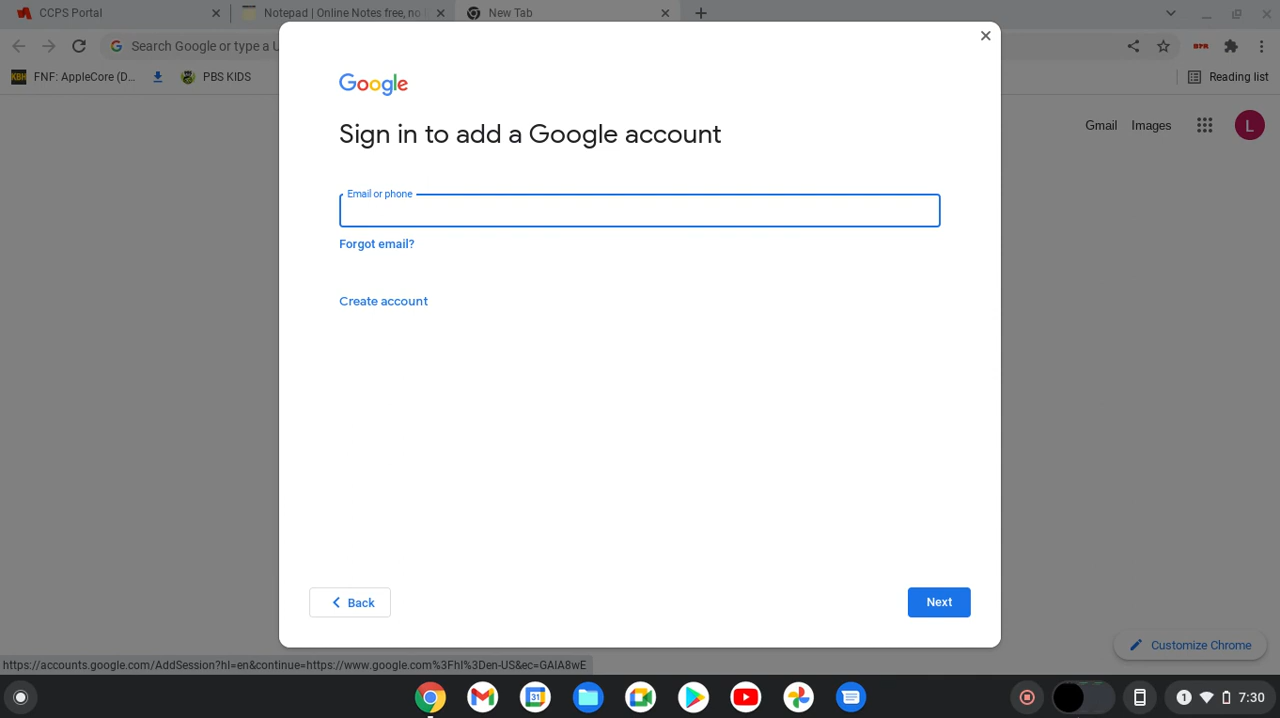 CCPS Portal
Notepad | Online Notes free, no
New Tab
Search Google or type a U
FNF: AppleCore (D...
PBS KIDS
Reading list
Gmail
Images
L
Google
Sign in to add a Google account
Email or phone
Forgot email?
Create account
Back
Next
Customize Chrome
https://accounts.google.com/AddSession?hl=en&continue=https://www.google.com%3Fhl%3Den-US&ec=GAlA8wE
31
1
7:30